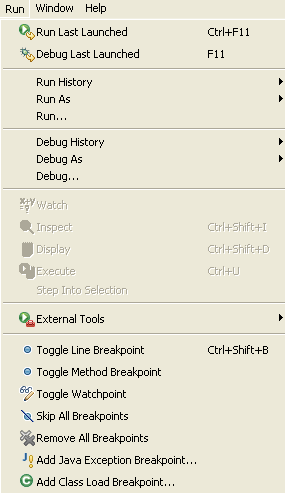 Run Window Help
Run Last Launched Ctrl+F11
Debug Last Launched F11
Run History
Run As
Run...
Debug History
Debug As
Debug...
x+y=? Watch
Inspect Ctrl+Shift+I
Display Ctrl+Shift+D
Execute Ctrl+U
Step Into Selection
External Tools
Toggle Line Breakpoint Ctrl+Shift+B
Toggle Method Breakpoint
Toggle Watchpoint
Skip All Breakpoints
Remove All Breakpoints
Add Java Exception Breakpoint...
Add Class Load Breakpoint...